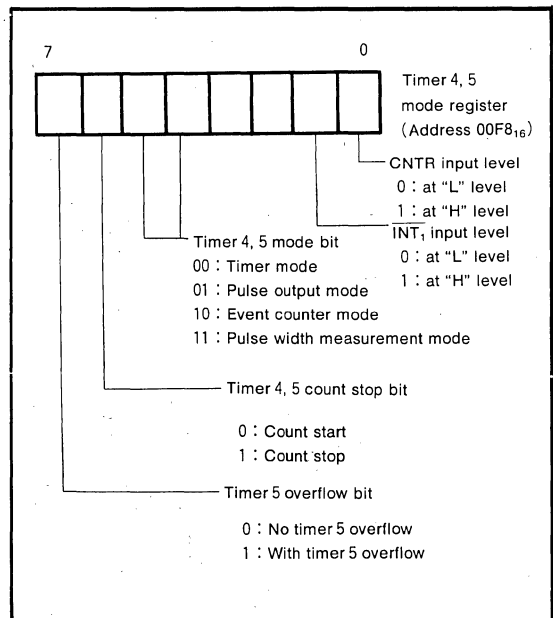 7 0
Timer 4, 5
mode register
(Address 00F8₁₆)
CNTR input level
0 : at “L” level
1 : at “H” level
I̅N̅T̅₁ input level
0 : at “L” level
1 : at “H” level
Timer 4, 5 mode bit
00 : Timer mode
01 : Pulse output mode
10 : Event counter mode
11 : Pulse width measurement mode
Timer 4, 5 count stop bit
0 : Count start
1 : Count stop
Timer 5 overflow bit
0 : No timer 5 overflow
1 : With timer 5 overflow